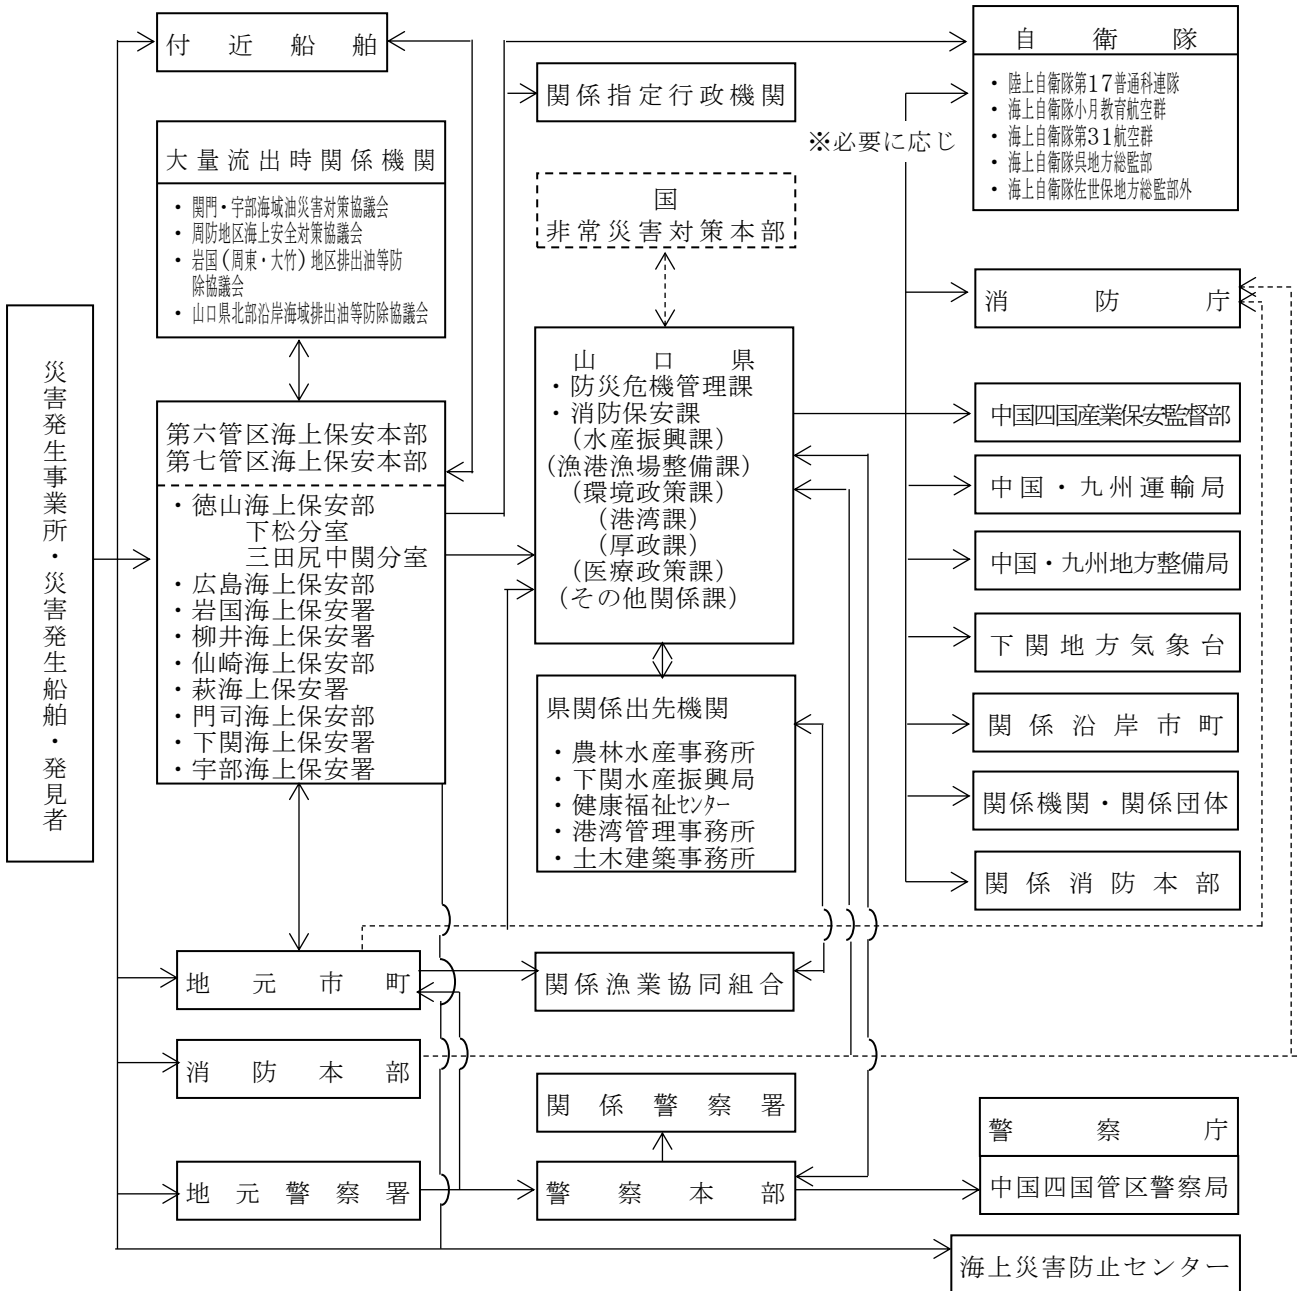 災害発生事業所・災害発生船舶・発見者
付近船舶
大量流出時関係機関
・関門・宇部海域油災害対策協議会
・周防地区海上安全対策協議会
・岩国(周東・大竹)地区排出油等防
除協議会
・山口県北部沿岸海域排出油等防除協議会
第六管区海上保安本部
第七管区海上保安本部
・徳山海上保安部
下松分室
三田尻中関分室
・広島海上保安部
・岩国海上保安署
・柳井海上保安署
・仙崎海上保安部
・萩海上保安署
・門司海上保安部
・下関海上保安署
・宇部海上保安署
地元市町
消防本部
地元警察署
関係指定行政機関
国
非常災害対策本部
山口県
・防災危機管理課
・消防保安課
(水産振興課)
(漁港漁場整備課)
(環境政策課)
(港湾課)
(厚政課)
(医療政策課)
(その他関係課)
県関係出先機関
・農林水産事務所
・下関水産振興局
・健康福祉センター
・港湾管理事務所
・土木建築事務所
関係漁業協同組合
関係警察署
警察本部
※必要に応じ
自衛隊
・陸上自衛隊第17普通科連隊
・海上自衛隊小月教育航空群
・海上自衛隊第31航空群
・海上自衛隊呉地方総監部
・海上自衛隊佐世保地方総監部外
消防庁
中国四国産業保安監督部
中国・九州運輸局
中国・九州地方整備局
下関地方気象台
関係沿岸市町
関係機関・関係団体
関係消防本部
警察庁
中国四国管区警察局
海上災害防止センター